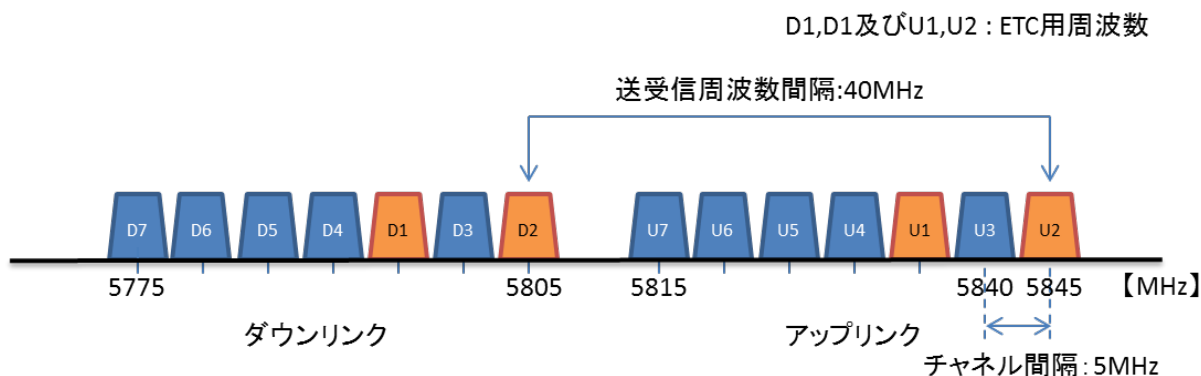 D1,D1及びU1,U2：ETC用周波数
送受信周波数間隔:40MHz
D7 D6 D5 D4 D1 D3 D2 U7 U6 U5 U4 U1 U3 U2
5775 5805 5815 5840 5845 【MHz】
ダウンリンク アップリンク
チャネル間隔：5MHz